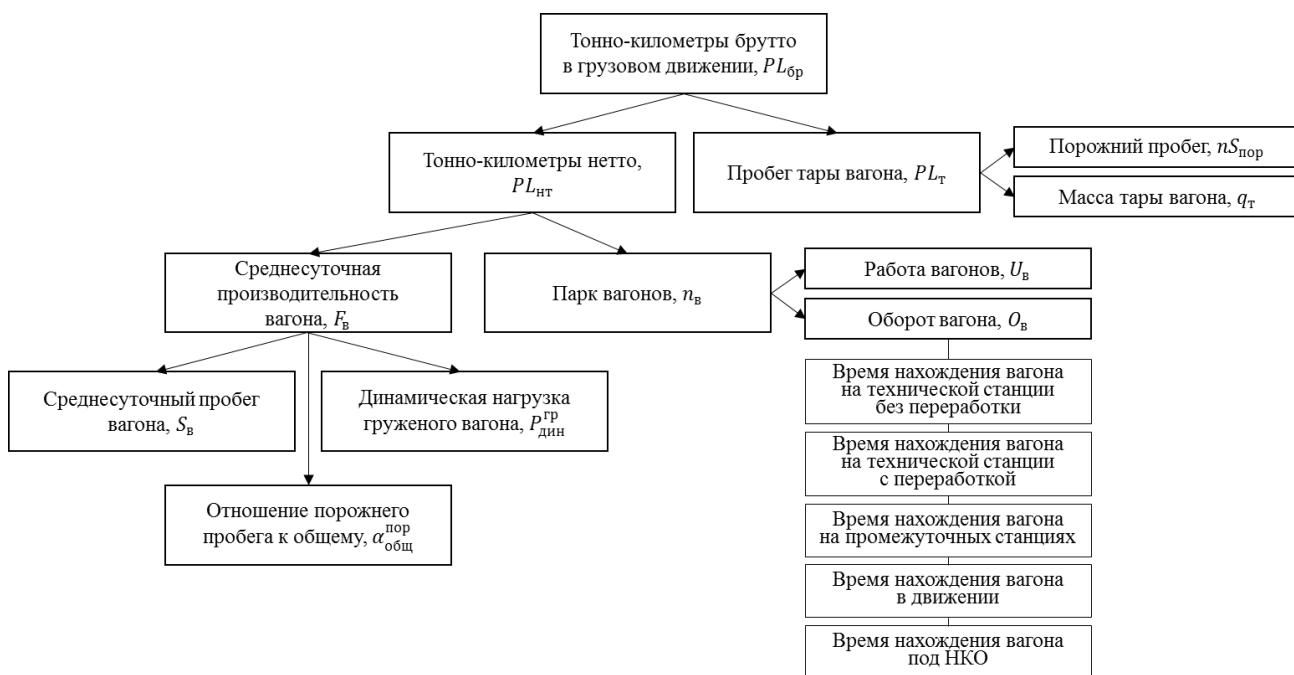 Тонно-километры брутто
в грузовом движении, PLбр
Тонно-километры нетто,
PLнт
Пробег тары вагона, PLт
Порожний пробег, nSпор
Масса тары вагона, qт
Среднесуточная
производительность
вагона, Fв
Парк вагонов, nв
Работа вагонов, Uв
Оборот вагона, Oв
Среднесуточный пробег
вагона, Sв
Динамическая нагрузка
груженого вагона, Pдин^гр
Отношение порожнего
пробега к общему, αобщ^пор
Время нахождения вагона
на технической станции
без переработки
Время нахождения вагона
на технической станции
с переработкой
Время нахождения вагона
на промежуточных станциях
Время нахождения вагона
в движении
Время нахождения вагона
под НКО